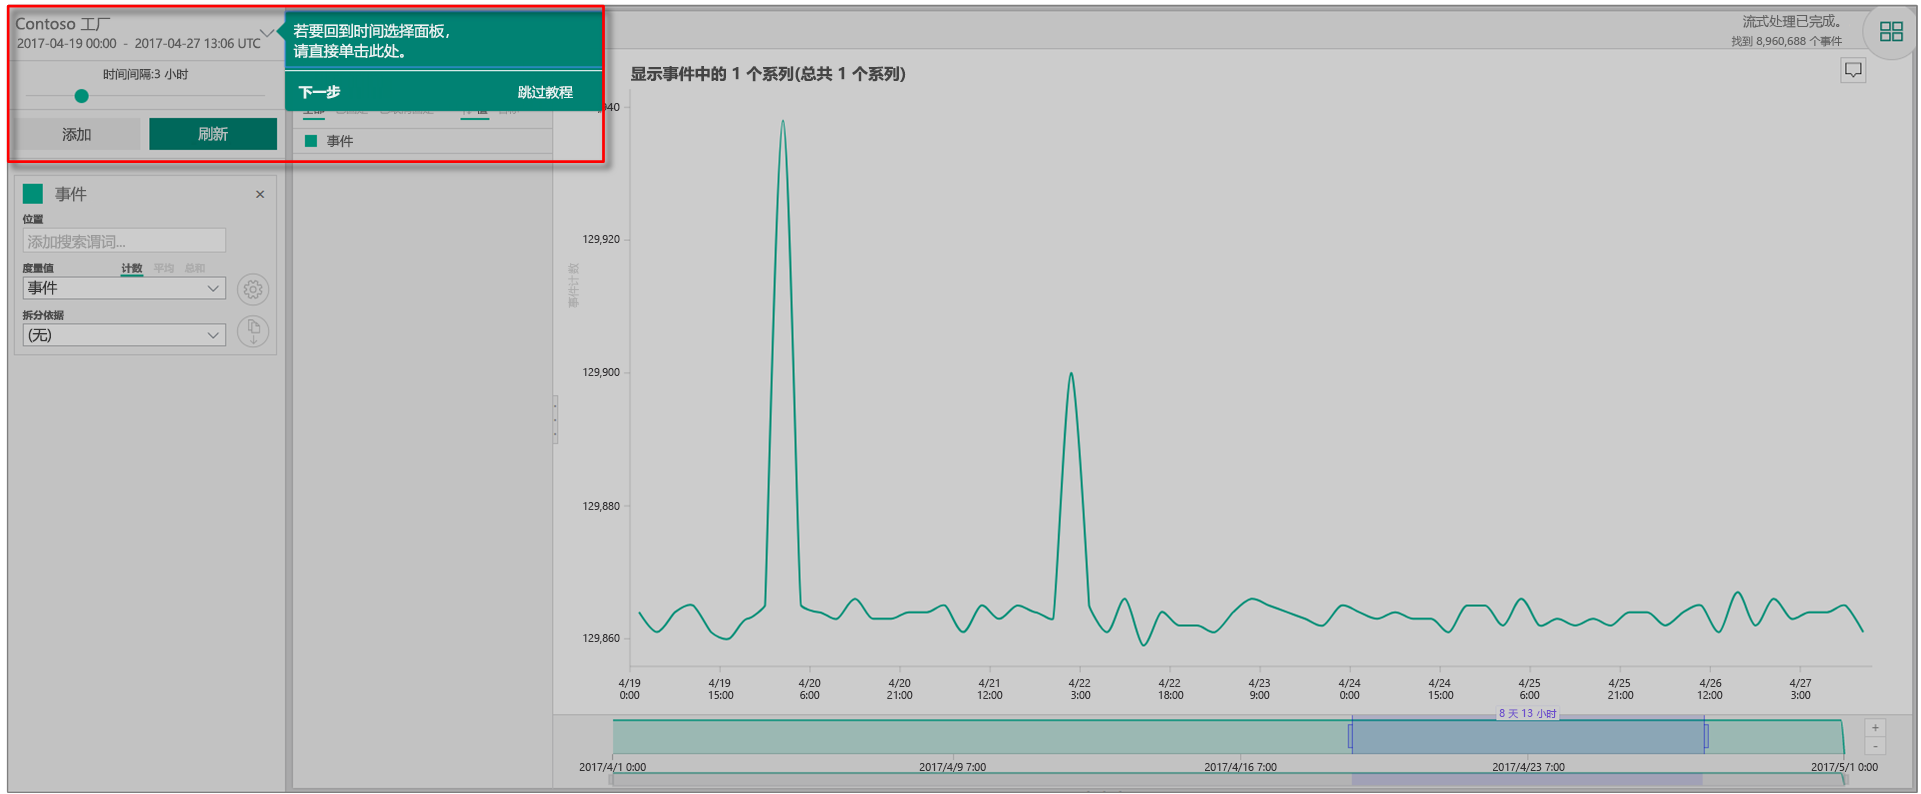 Contoso 工厂
2017-04-19 00:00 - 2017-04-27 13:06 UTC
时间间隔:3 小时
添加
刷新
若要回到时间选择面板，
请直接单击此处。
下一步
跳过教程
事件
流式处理已完成。
找到 8,960,688 个事件
事件
×
位置
添加搜索谓词...
度量值
计数
平均
总和
事件
拆分依据
(无)
显示事件中的 1 个系列(总共 1 个系列)
940
129,920
129,900
129,880
129,860
事件计数
4/19 4/19 4/20 4/20 4/21 4/22 4/22 4/23 4/24 4/24 4/25 4/25 4/26 4/27
0:00 15:00 6:00 21:00 12:00 3:00 18:00 9:00 0:00 15:00 6:00 21:00 12:00 3:00
8 天 13 小时
+
-
2017/4/1 0:00 2017/4/9 7:00 2017/4/16 7:00 2017/4/23 7:00 2017/5/1 0:00